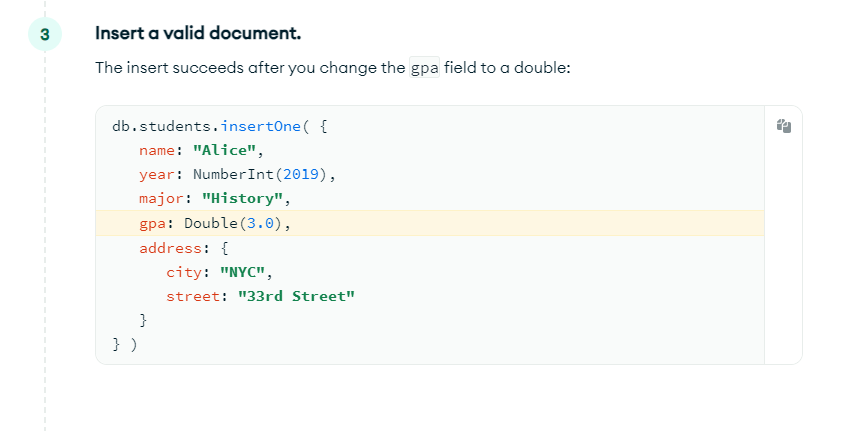 3
Insert a valid document.
The insert succeeds after you change the gpa field to a double:
db.students.insertOne( {
   name: "Alice",
   year: NumberInt(2019),
   major: "History",
   gpa: Double(3.0),
   address: {
      city: "NYC",
      street: "33rd Street"
   }
} )